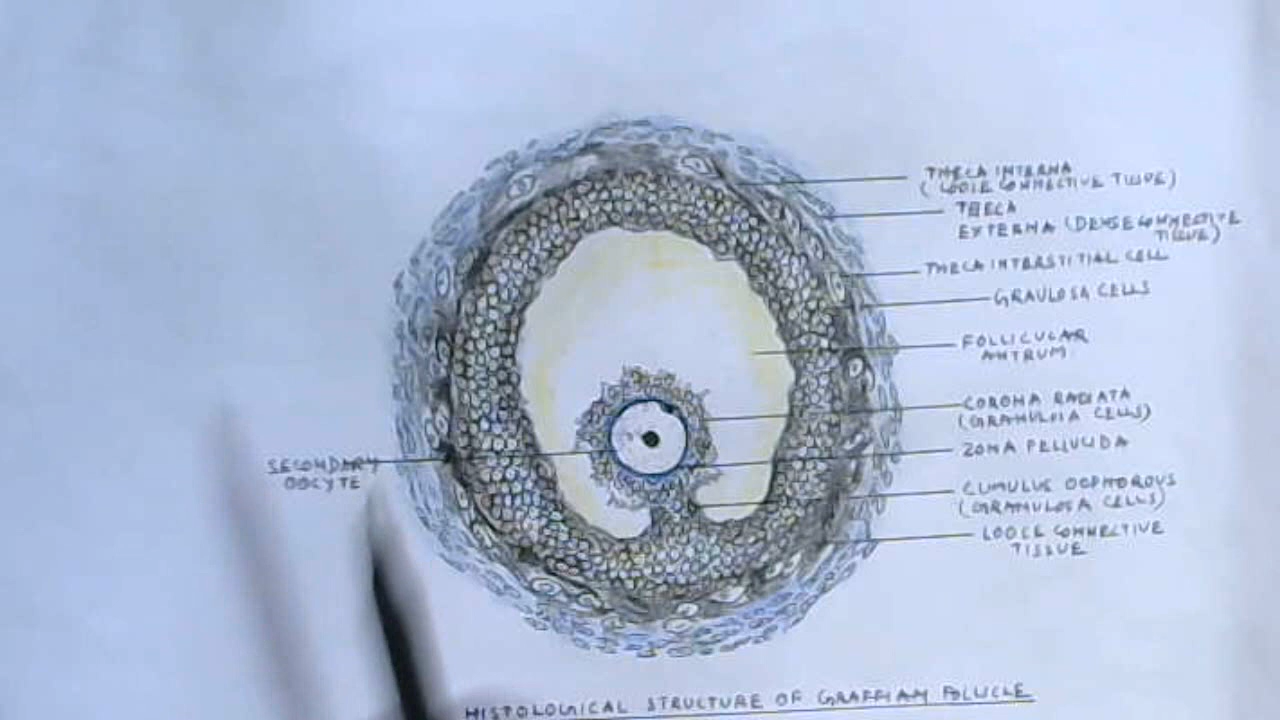 THECA INTERNA
( LOOSE CONNECTIVE TISSUE)
THECA
EXTERNA (DENSE CONNECTIVE
TISSUE)
THECA INTERSTITIAL CELL
GRAULOSA CELLS
FOLLICULAR
ANTRUM
CORONA RADIATA
(GRANULOSA CELLS)
ZONA PELLUCIDA
CUMULUS OOPHOROUS
(GRANULOSA CELLS)
LOOSE CONNECTIVE
TISSUE
SECONDARY
OOCYTE
HISTOLOGICAL STRUCTURE OF GRAFFIAN FOLLICLE